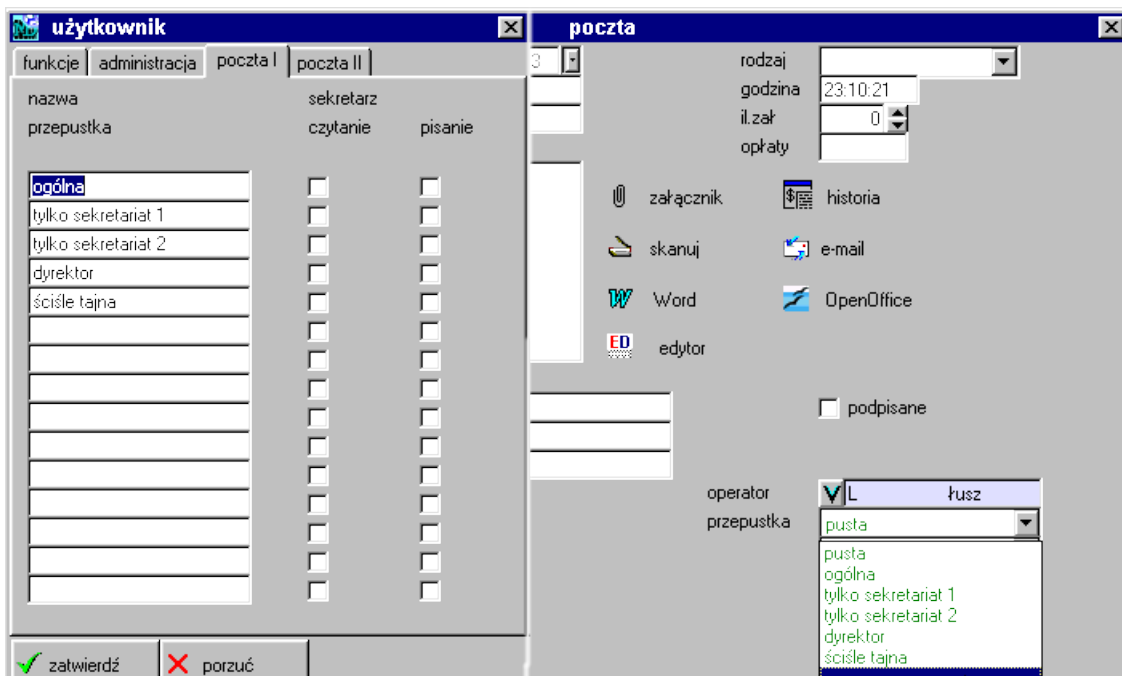 użytkownik
funkcje administracja poczta I poczta II
nazwa sekretarz
przepustka czytanie pisanie
ogólna
tylko sekretariat 1
tylko sekretariat 2
dyrektor
ściśle tajna
zatwierdź porzuć
poczta
3 rodzaj
godzina 23:10:21
il.zał 0
opłaty
załącznik historia
skanuj e-mail
Word OpenOffice
ED edytor
podpisane
operator L łusz
przepustka pusta
pusta
ogólna
tylko sekretariat 1
tylko sekretariat 2
dyrektor
ściśle tajna